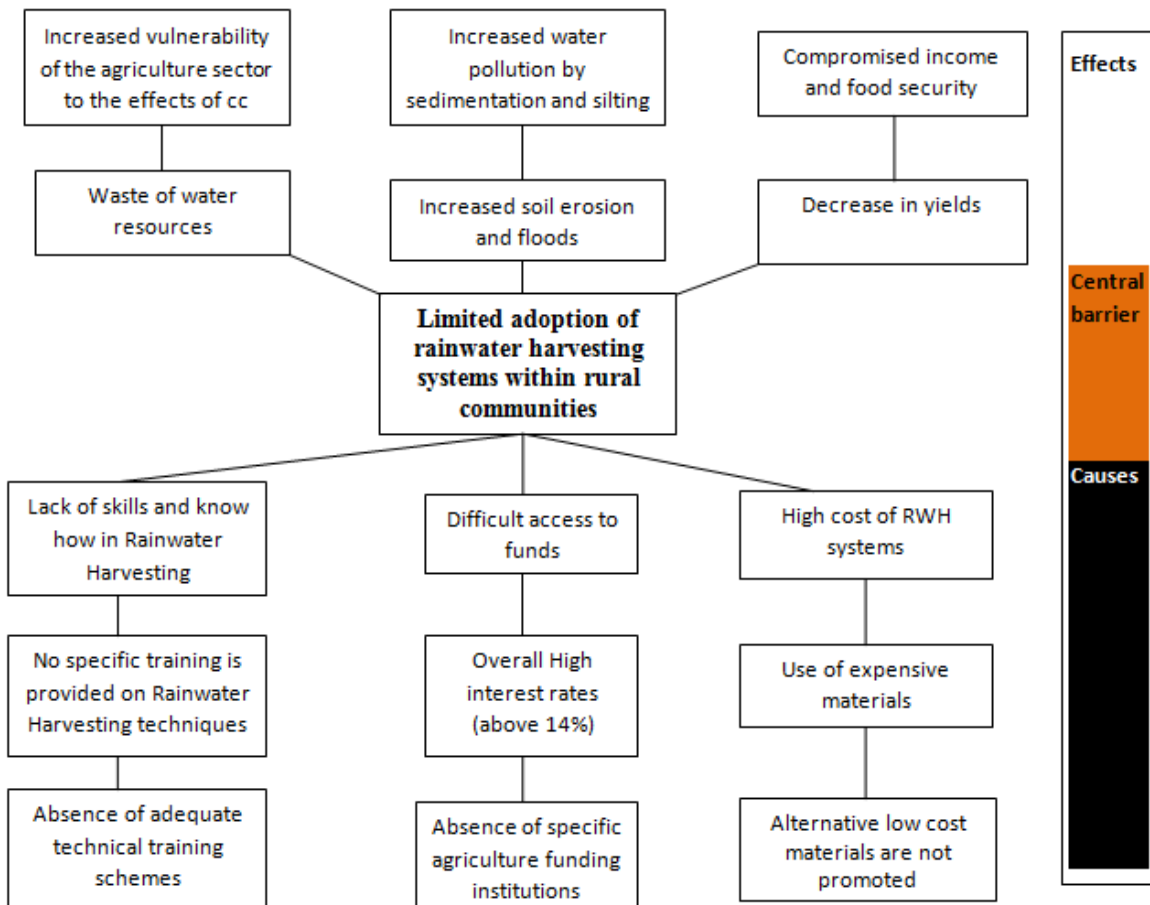 Increased vulnerability
of the agriculture sector
to the effects of cc
Increased water
pollution by
sedimentation and silting
Compromised income
and food security
Effects
Waste of water
resources
Increased soil erosion
and floods
Decrease in yields
Central
barrier
Limited adoption of
rainwater harvesting
systems within rural
communities
Causes
Lack of skills and know
how in Rainwater
Harvesting
Difficult access to
funds
High cost of RWH
systems
No specific training is
provided on Rainwater
Harvesting techniques
Overall High
interest rates
(above 14%)
Use of expensive
materials
Absence of adequate
technical training
schemes
Absence of specific
agriculture funding
institutions
Alternative low cost
materials are not
promoted